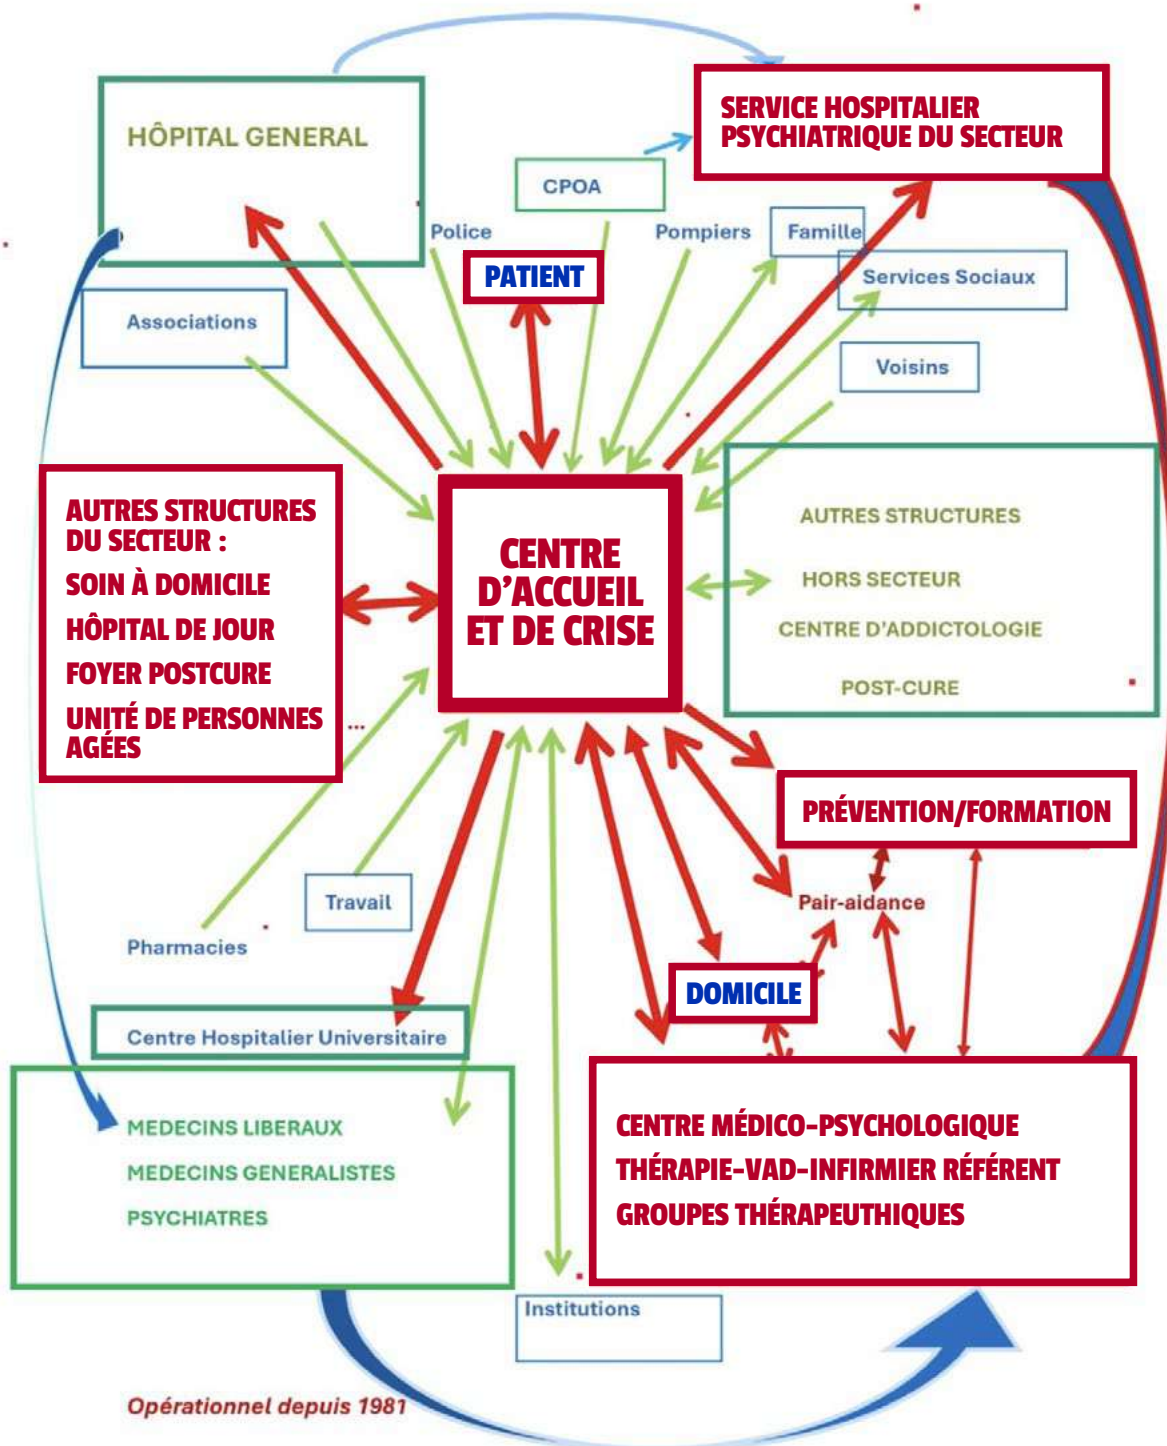 SERVICE HOSPITALIER
PSYCHIATRIQUE DU SECTEUR
HÔPITAL GENERAL
CPOA
Police
Pompiers
Famille
PATIENT
Services Sociaux
Associations
Voisins
AUTRES STRUCTURES
DU SECTEUR :
SOIN À DOMICILE
HÔPITAL DE JOUR
FOYER POSTCURE
UNITÉ DE PERSONNES
AGÉES
...
CENTRE
D'ACCUEIL
ET DE CRISE
AUTRES STRUCTURES
HORS SECTEUR
CENTRE D'ADDICTOLOGIE
POST-CURE
PRÉVENTION/FORMATION
Pair-aidance
Travail
Pharmacies
DOMICILE
Centre Hospitalier Universitaire
MEDECINS LIBERAUX
MEDECINS GENERALISTES
PSYCHIATRES
CENTRE MÉDICO-PSYCHOLOGIQUE
THÉRAPIE-VAD-INFIRMIER RÉFÉRENT
GROUPES THÉRAPEUTHIQUES
Institutions
Opérationnel depuis 1981